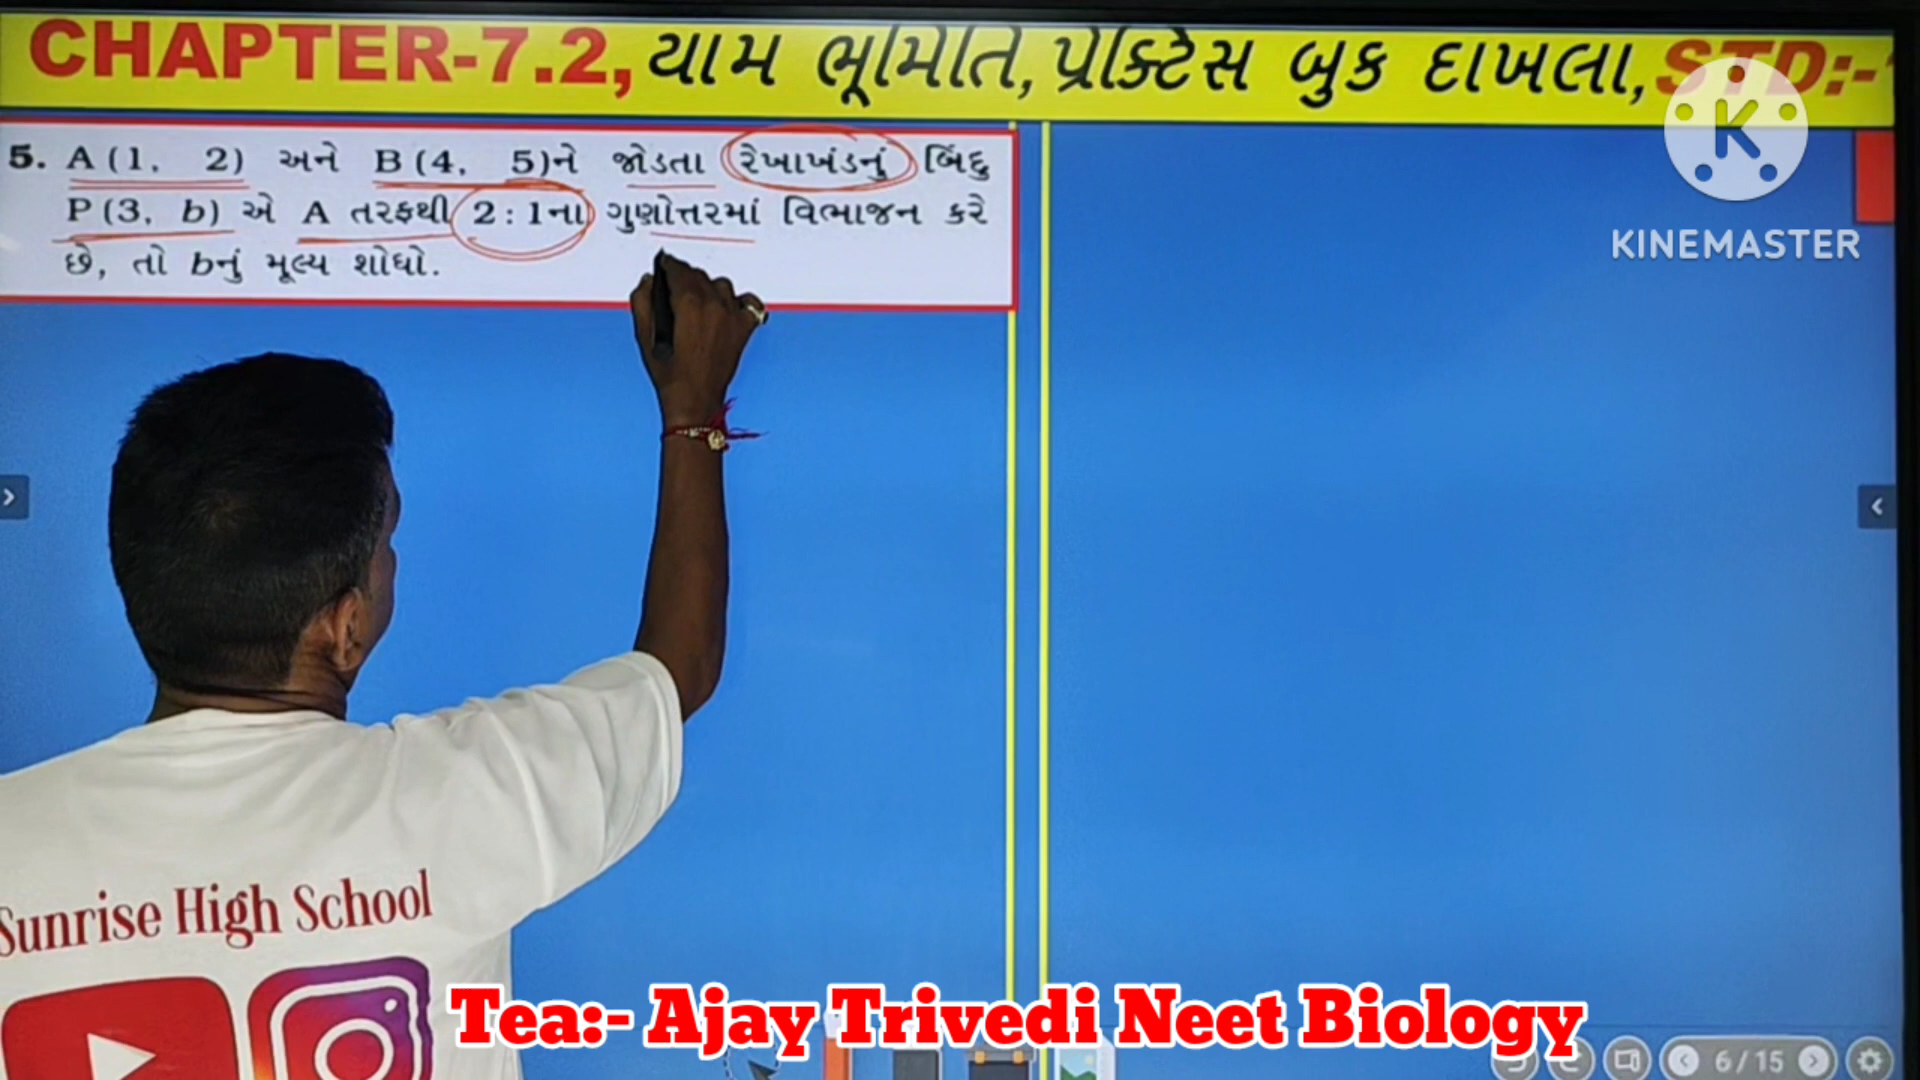 CHAPTER-7.2, યામ ભૂમિતિ, પ્રેક્ટિસ બુક દાખલા, STD:-
KINEMASTER
5. A (1, 2) અને B (4, 5)ને જોડતા રેખાખંડનું બિંદુ
P (3, b) એ A તરફથી 2 : 1ના ગુણોત્તરમાં વિભાજન કરે
છે, તો bનું મૂલ્ય શોધો.
Sunrise High School
Tea:- Ajay Trivedi Neet Biology
6/15